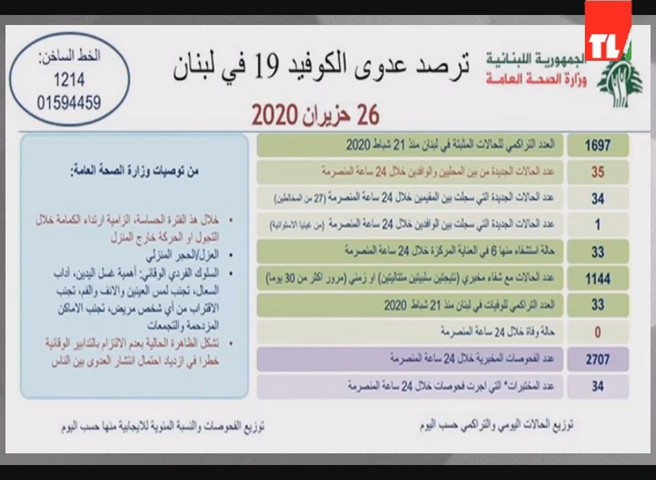 TL
الجمهورية اللبنانية
وزارة الصحة العامة
ترصد عدوى الكوفيد 19 في لبنان
26 حزيران 2020
الخط الساخن:
1214
01594459
1697 العدد التراكمي للحالات المثبتة في لبنان منذ 21 شباط 2020
35 عدد الحالات الجديدة من بين المحليين والوافدين خلال 24 ساعة المنصرمة
34 عدد الحالات الجديدة التي سجلت بين المقيمين خلال 24 ساعة المنصرمة (27 من المخالطين)
1 عدد الحالات الجديدة التي سجلت بين الوافدين خلال 24 ساعة المنصرمة (من غينيا الاستوائية)
33 حالة استشفاء منها 6 في العناية المركزة خلال 24 ساعة المنصرمة
1144 عدد الحالات مع شفاء مخبري (نتيجتين سلبيتين متتاليتين) او زمني (مرور اكثر من 30 يوما)
33 العدد التراكمي للوفيات في لبنان منذ 21 شباط 2020
0 حالة وفاة خلال 24 ساعة المنصرمة
2707 عدد الفحوصات المخبرية خلال 24 ساعة المنصرمة
34 عدد المختبرات* التي اجرت فحوصات خلال 24 ساعة المنصرمة
من توصيات وزارة الصحة العامة:
• خلال هذ الفترة الحساسة، الزامية ارتداء الكمامة خلال
التجول او الحركة خارج المنزل
• العزل/الحجر المنزلي
• السلوك الفردي الوقائي: أهمية غسل اليدين، آداب
السعال، تجنب لمس العينين والانف والفم، تجنب
الاقتراب من أي شخص مريض، تجنب الاماكن
المزدحمة والتجمعات
• تشكل الظاهرة الحالية بعدم الالتزام بالتدابير الوقائية
خطرا في ازدياد احتمال انتشار العدوى بين الناس
توزيع الحالات اليومي والتراكمي حسب اليوم
توزيع الفحوصات والنسبة المئوية للايجابية منها حسب اليوم